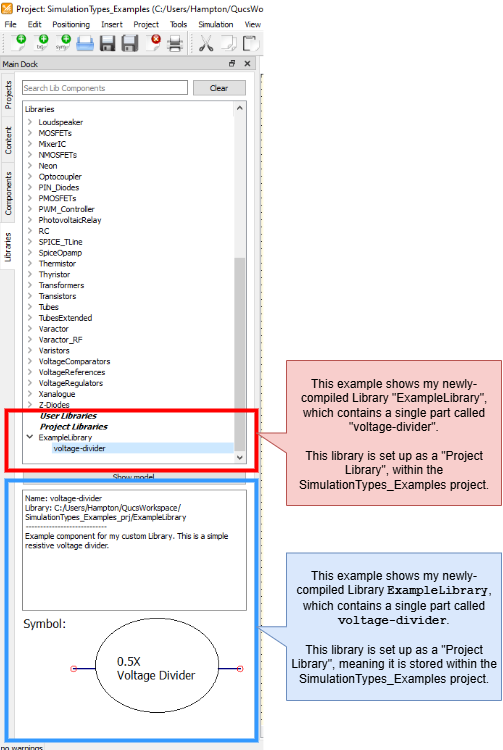 Project: SimulationTypes_Examples (C:/Users/Hampton/QucsWo
File Edit Positioning Insert Project Tools Simulation View
Main Dock
Projects
Content
Components
Libraries
Search Lib Components
Clear
Libraries
Loudspeaker
MOSFETs
MixerIC
NMOSFETs
Neon
Optocoupler
PIN_Diodes
PMOSFETs
PWM_Controller
PhotovoltaicRelay
RC
SPICE_TLine
SpiceOpamp
Thermistor
Thyristor
Transformers
Transistors
Tubes
TubesExtended
Varactor
Varactor_RF
Varistors
VoltageComparators
VoltageReferences
VoltageRegulators
Xanalogue
Z-Diodes
User Libraries
Project Libraries
ExampleLibrary
voltage-divider
Show model
Name: voltage-divider
Library: C:/Users/Hampton/QucsWorkspace/
SimulationTypes_Examples_prj/ExampleLibrary
---------------------------
Example component for my custom Library. This is a simple
resistive voltage divider.
Symbol:
0.5X
Voltage Divider
no warnings
This example shows my newly-
compiled Library "ExampleLibrary",
which contains a single part called
"voltage-divider".
This library is set up as a "Project
Library", within the
SimulationTypes_Examples project.
This example shows my newly-
compiled Library ExampleLibrary,
which contains a single part called
voltage-divider.
This library is set up as a "Project
Library", meaning it is stored within the
SimulationTypes_Examples project.